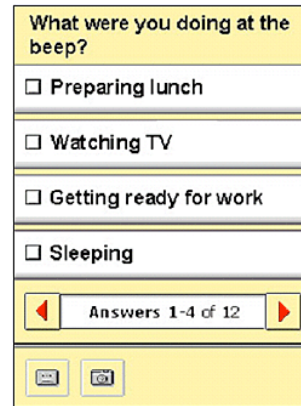 What were you doing at the
beep?
Preparing lunch
Watching TV
Getting ready for work
Sleeping
Answers 1-4 of 12